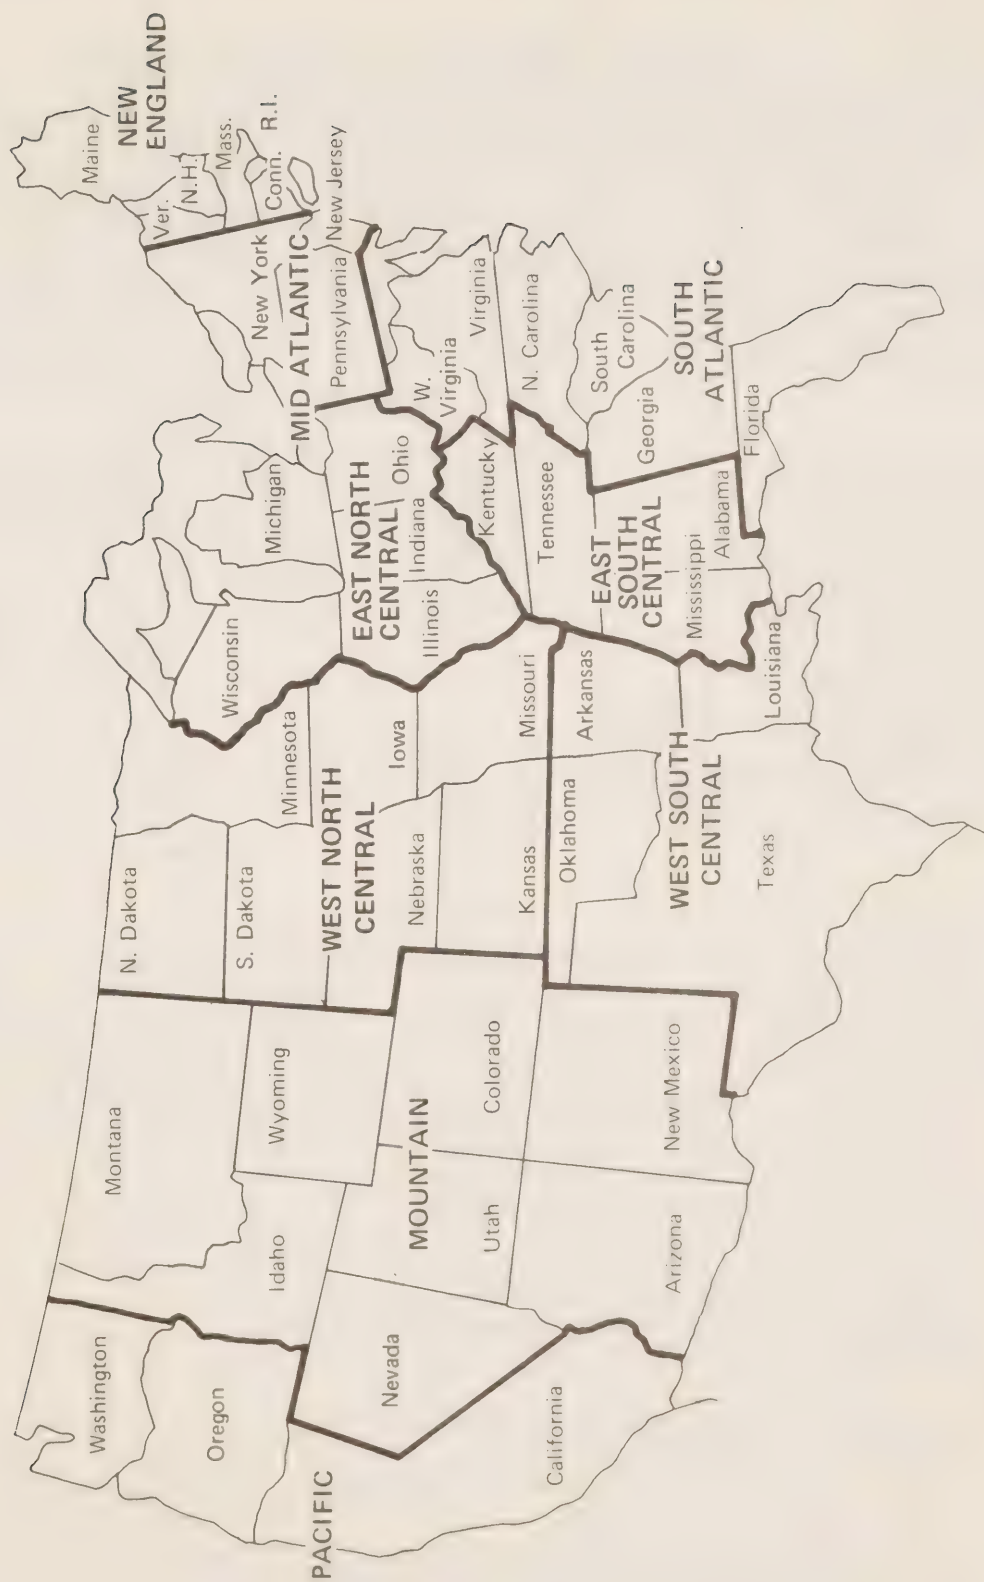 Washington
Oregon
PACIFIC
California
Nevada
Idaho
Montana
Wyoming
MOUNTAIN
Utah
Colorado
Arizona
New Mexico
N. Dakota
S. Dakota
WEST NORTH
CENTRAL
Nebraska
Kansas
Minnesota
Iowa
Missouri
Oklahoma
WEST SOUTH
CENTRAL
Texas
Arkansas
Louisiana
Wisconsin
Michigan
EAST NORTH
CENTRAL
Illinois
Indiana
Ohio
Kentucky
Tennessee
EAST
SOUTH
CENTRAL
Mississippi
Alabama
MID ATLANTIC
New York
Pennsylvania
New Jersey
W.
Virginia
Virginia
N. Carolina
South
Carolina
Georgia
SOUTH
ATLANTIC
Florida
NEW
ENGLAND
Maine
Ver.
N.H.
Mass.
Conn.
R.I.